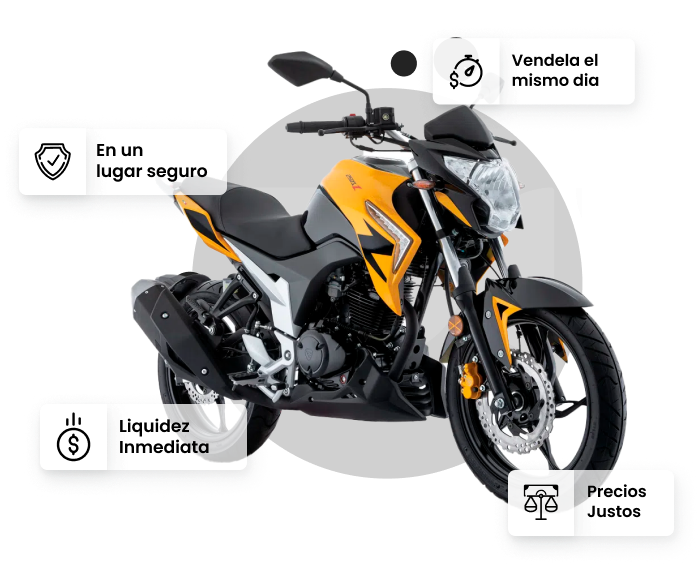 Vendela el
mismo dia
En un
lugar seguro
Liquidez
Inmediata
Precios
Justos